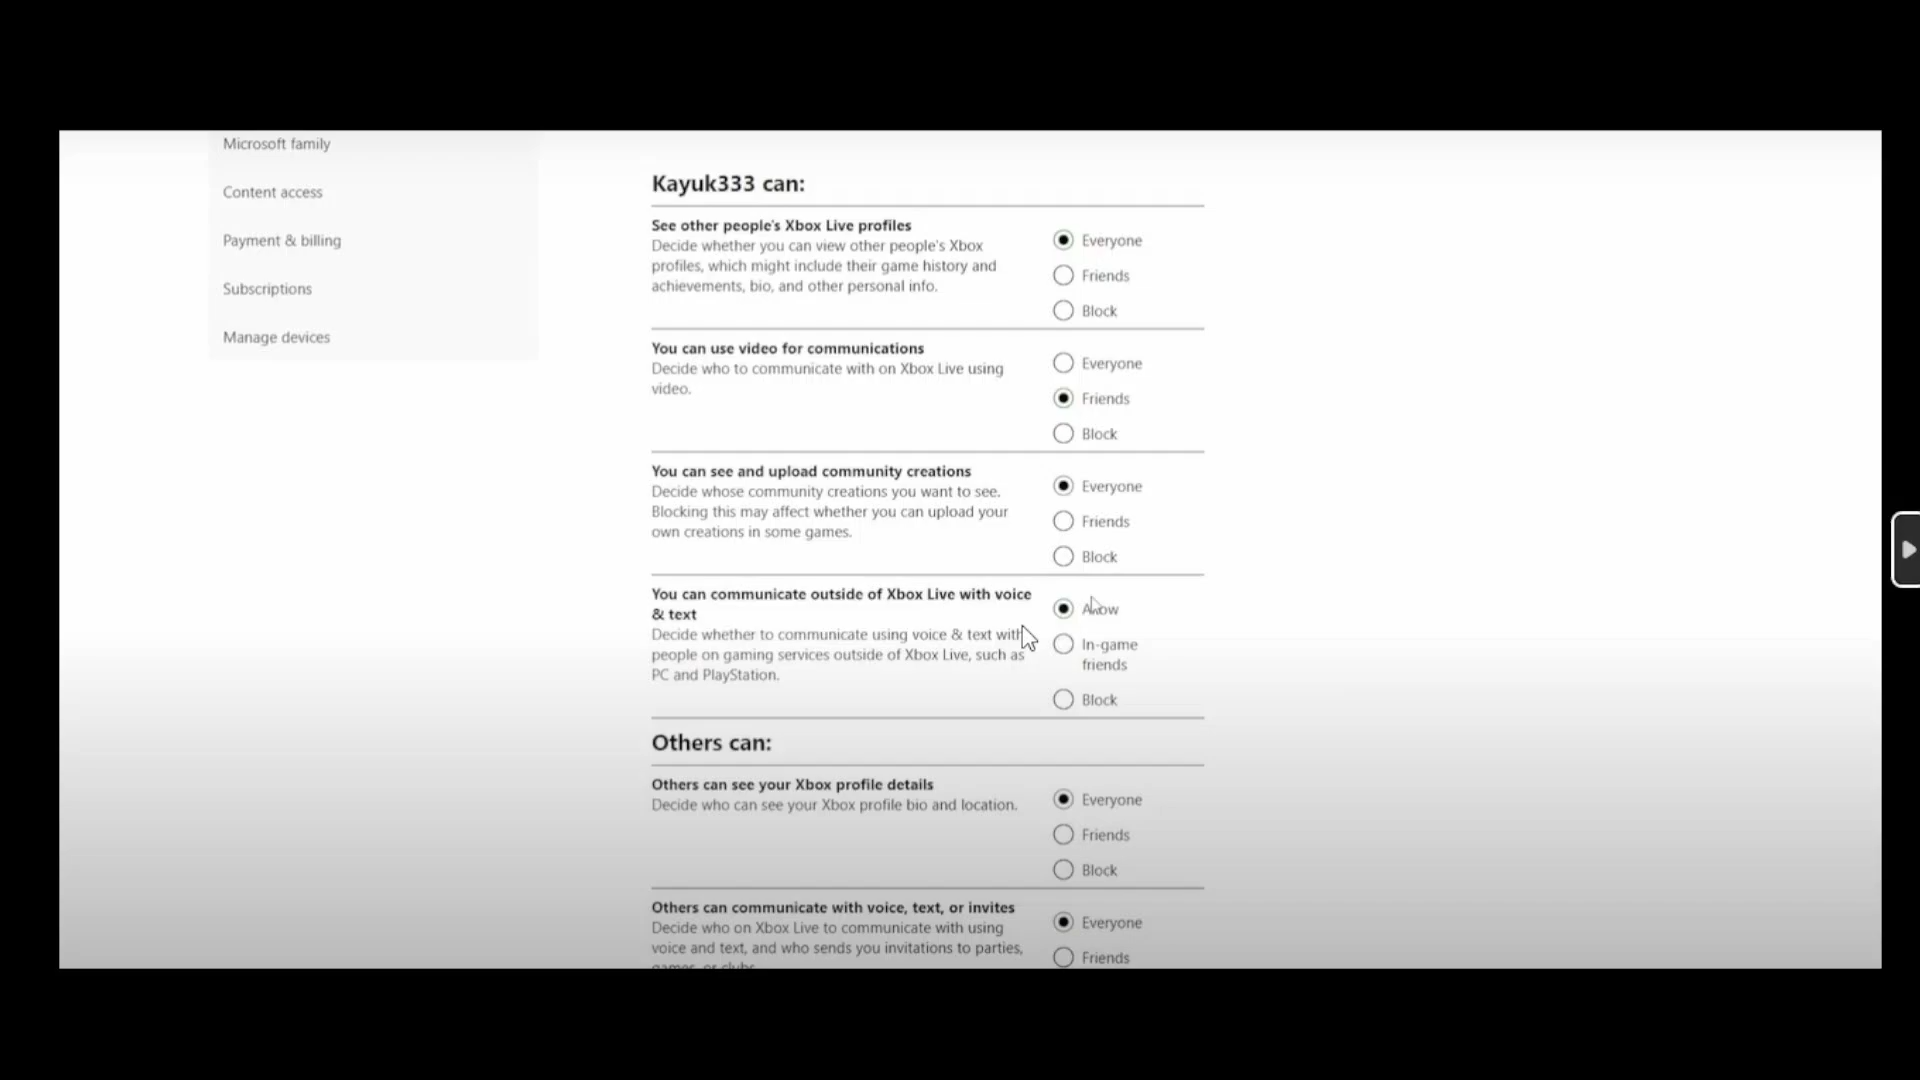 Microsoft family
Content access
Payment & billing
Subscriptions
Manage devices
Kayuk333 can:
See other people's Xbox Live profiles
Decide whether you can view other people's Xbox
profiles, which might include their game history and
achievements, bio, and other personal info.
Everyone
Friends
Block
You can use video for communications
Decide who to communicate with on Xbox Live using
video.
Everyone
Friends
Block
You can see and upload community creations
Decide whose community creations you want to see.
Blocking this may affect whether you can upload your
own creations in some games.
Everyone
Friends
Block
You can communicate outside of Xbox Live with voice
& text
Decide whether to communicate using voice & text with
people on gaming services outside of Xbox Live, such as
PC and PlayStation.
Allow
In-game
friends
Block
Others can:
Others can see your Xbox profile details
Decide who can see your Xbox profile bio and location.
Everyone
Friends
Block
Others can communicate with voice, text, or invites
Decide who on Xbox Live to communicate with using
voice and text, and who sends you invitations to parties,
games, or clubs
Everyone
Friends